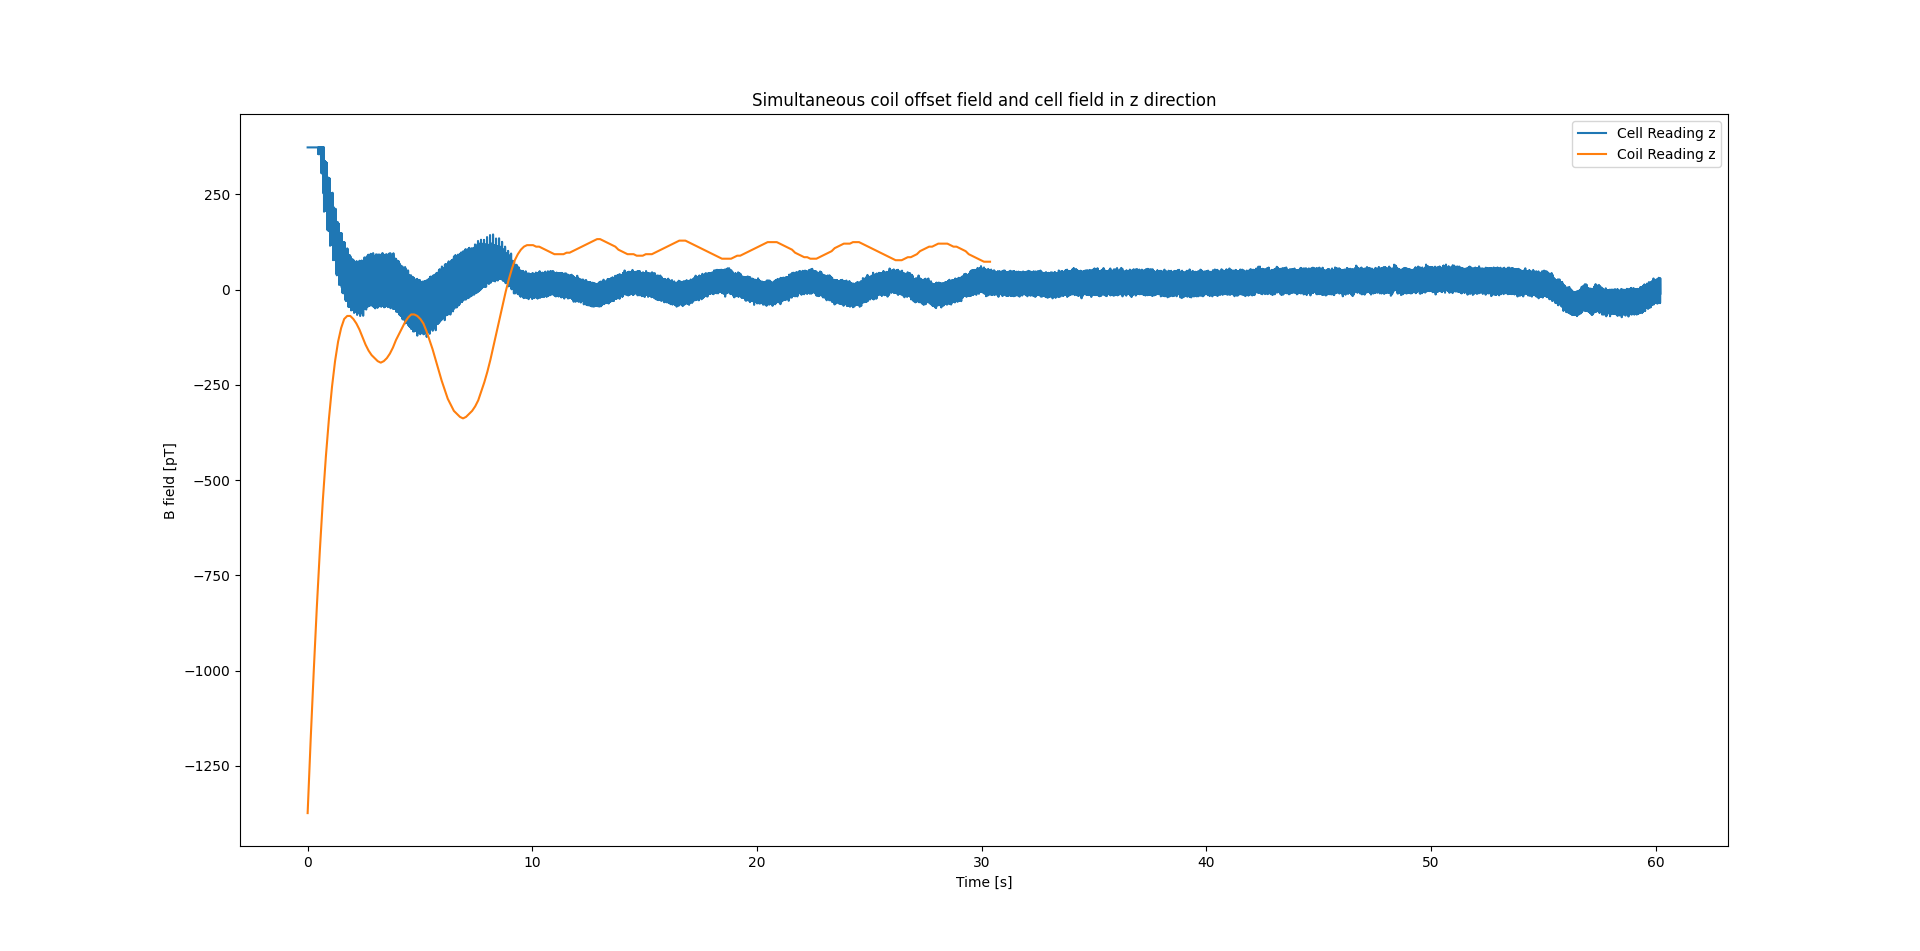 Simultaneous coil offset field and cell field in z direction
Cell Reading z
Coil Reading z
B field [pT]
250
0
−250
−500
−750
−1000
−1250
0 10 20 30 40 50 60
Time [s]